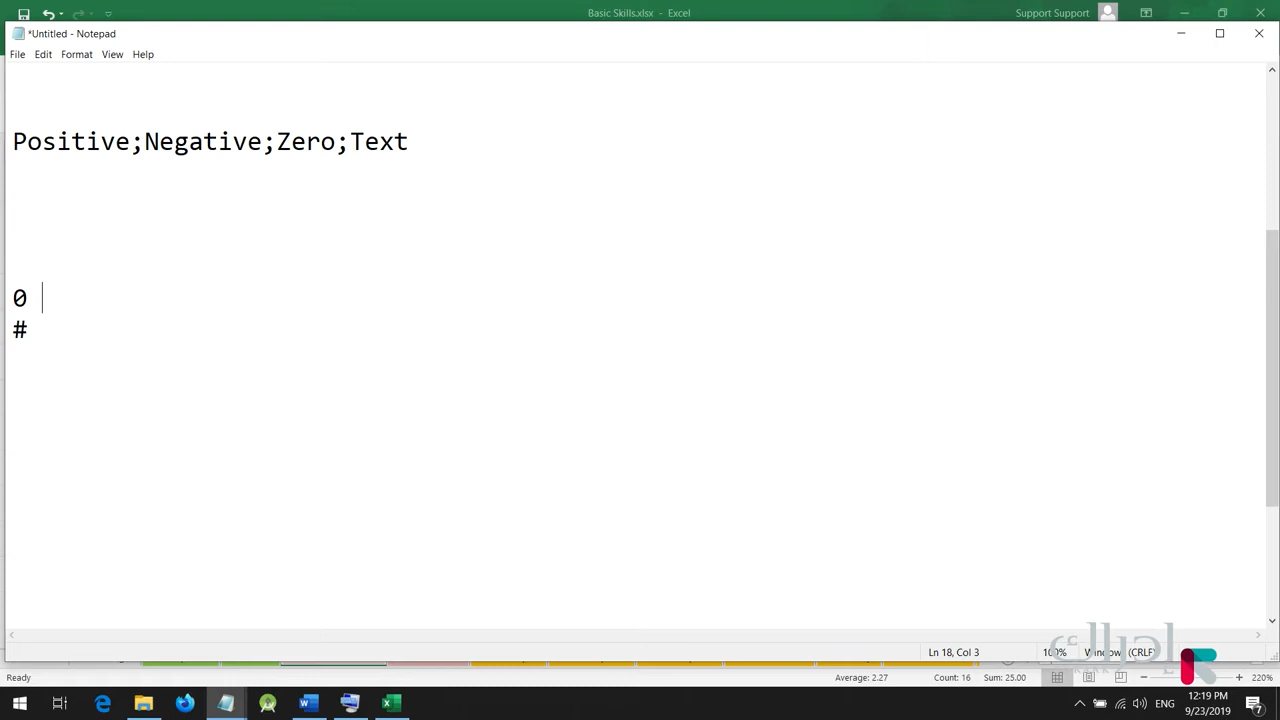 Basic Skills.xlsx - Excel
Support Support
*Untitled - Notepad
File Edit Format View Help
Positive;Negative;Zero;Text
0
#
Ln 18, Col 3
100%
Windows (CRLF)
Ready
Average: 2.27
Count: 16
Sum: 25.00
220%
ENG
12:19 PM
9/23/2019
7